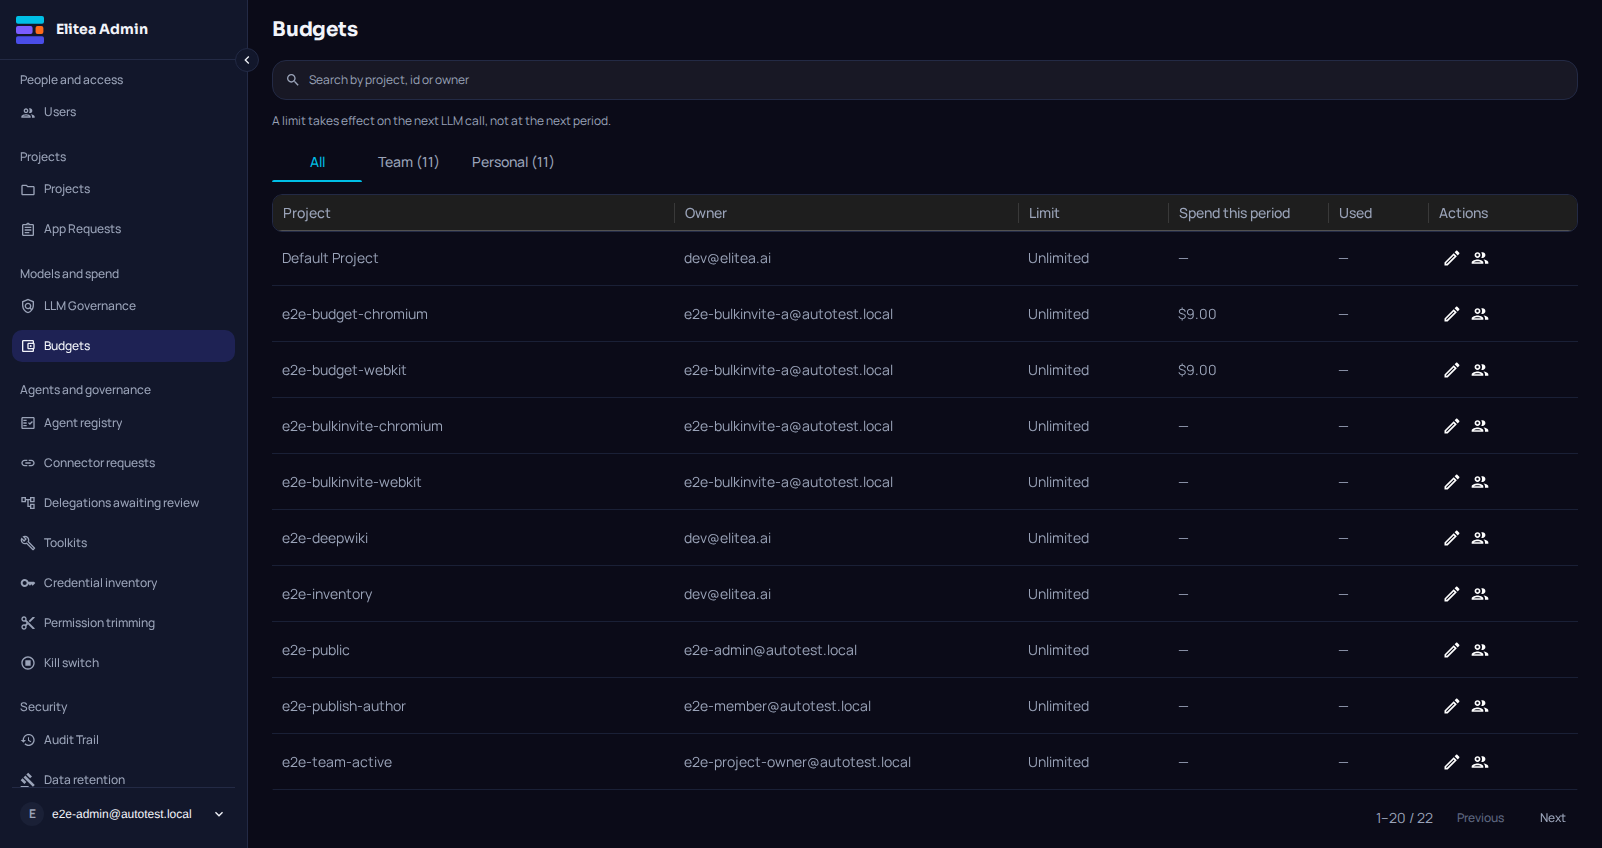 Elitea Admin
People and access
Users
Projects
Projects
App Requests
Models and spend
LLM Governance
Budgets
Agents and governance
Agent registry
Connector requests
Delegations awaiting review
Toolkits
Credential inventory
Permission trimming
Kill switch
Security
Audit Trail
Data retention
E e2e-admin@autotest.local
Budgets
Search by project, id or owner
A limit takes effect on the next LLM call, not at the next period.
All Team (11) Personal (11)
Project Owner Limit Spend this period Used Actions
Default Project dev@elitea.ai Unlimited — —
e2e-budget-chromium e2e-bulkinvite-a@autotest.local Unlimited $9.00 —
e2e-budget-webkit e2e-bulkinvite-a@autotest.local Unlimited $9.00 —
e2e-bulkinvite-chromium e2e-bulkinvite-a@autotest.local Unlimited — —
e2e-bulkinvite-webkit e2e-bulkinvite-a@autotest.local Unlimited — —
e2e-deepwiki dev@elitea.ai Unlimited — —
e2e-inventory dev@elitea.ai Unlimited — —
e2e-public e2e-admin@autotest.local Unlimited — —
e2e-publish-author e2e-member@autotest.local Unlimited — —
e2e-team-active e2e-project-owner@autotest.local Unlimited — —
1–20 / 22 Previous Next